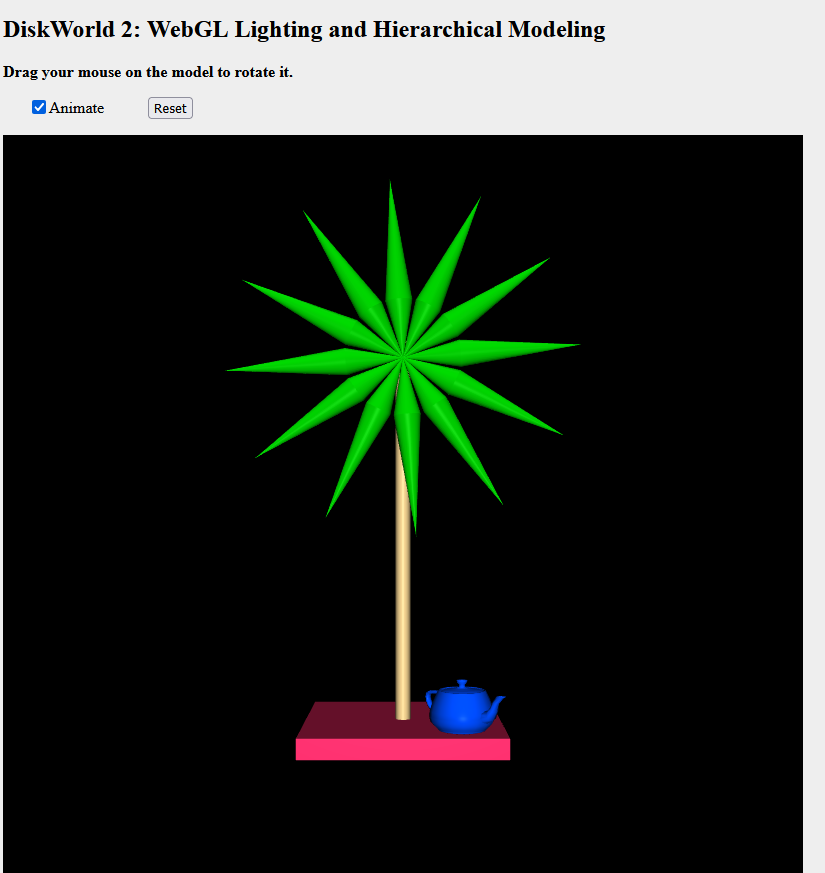 DiskWorld 2: WebGL Lighting and Hierarchical Modeling
Drag your mouse on the model to rotate it.
Animate Reset